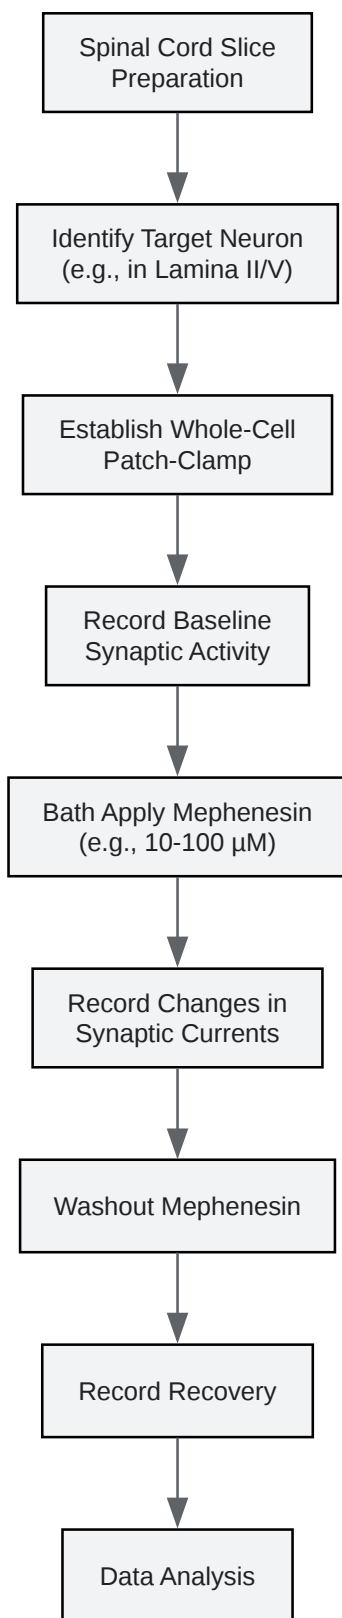 Spinal Cord Slice
Preparation
Identify Target Neuron
(e.g., in Lamina II/V)
Establish Whole-Cell
Patch-Clamp
Record Baseline
Synaptic Activity
Bath Apply Mephenesin
(e.g., 10-100 µM)
Record Changes in
Synaptic Currents
Washout Mephenesin
Record Recovery
Data Analysis